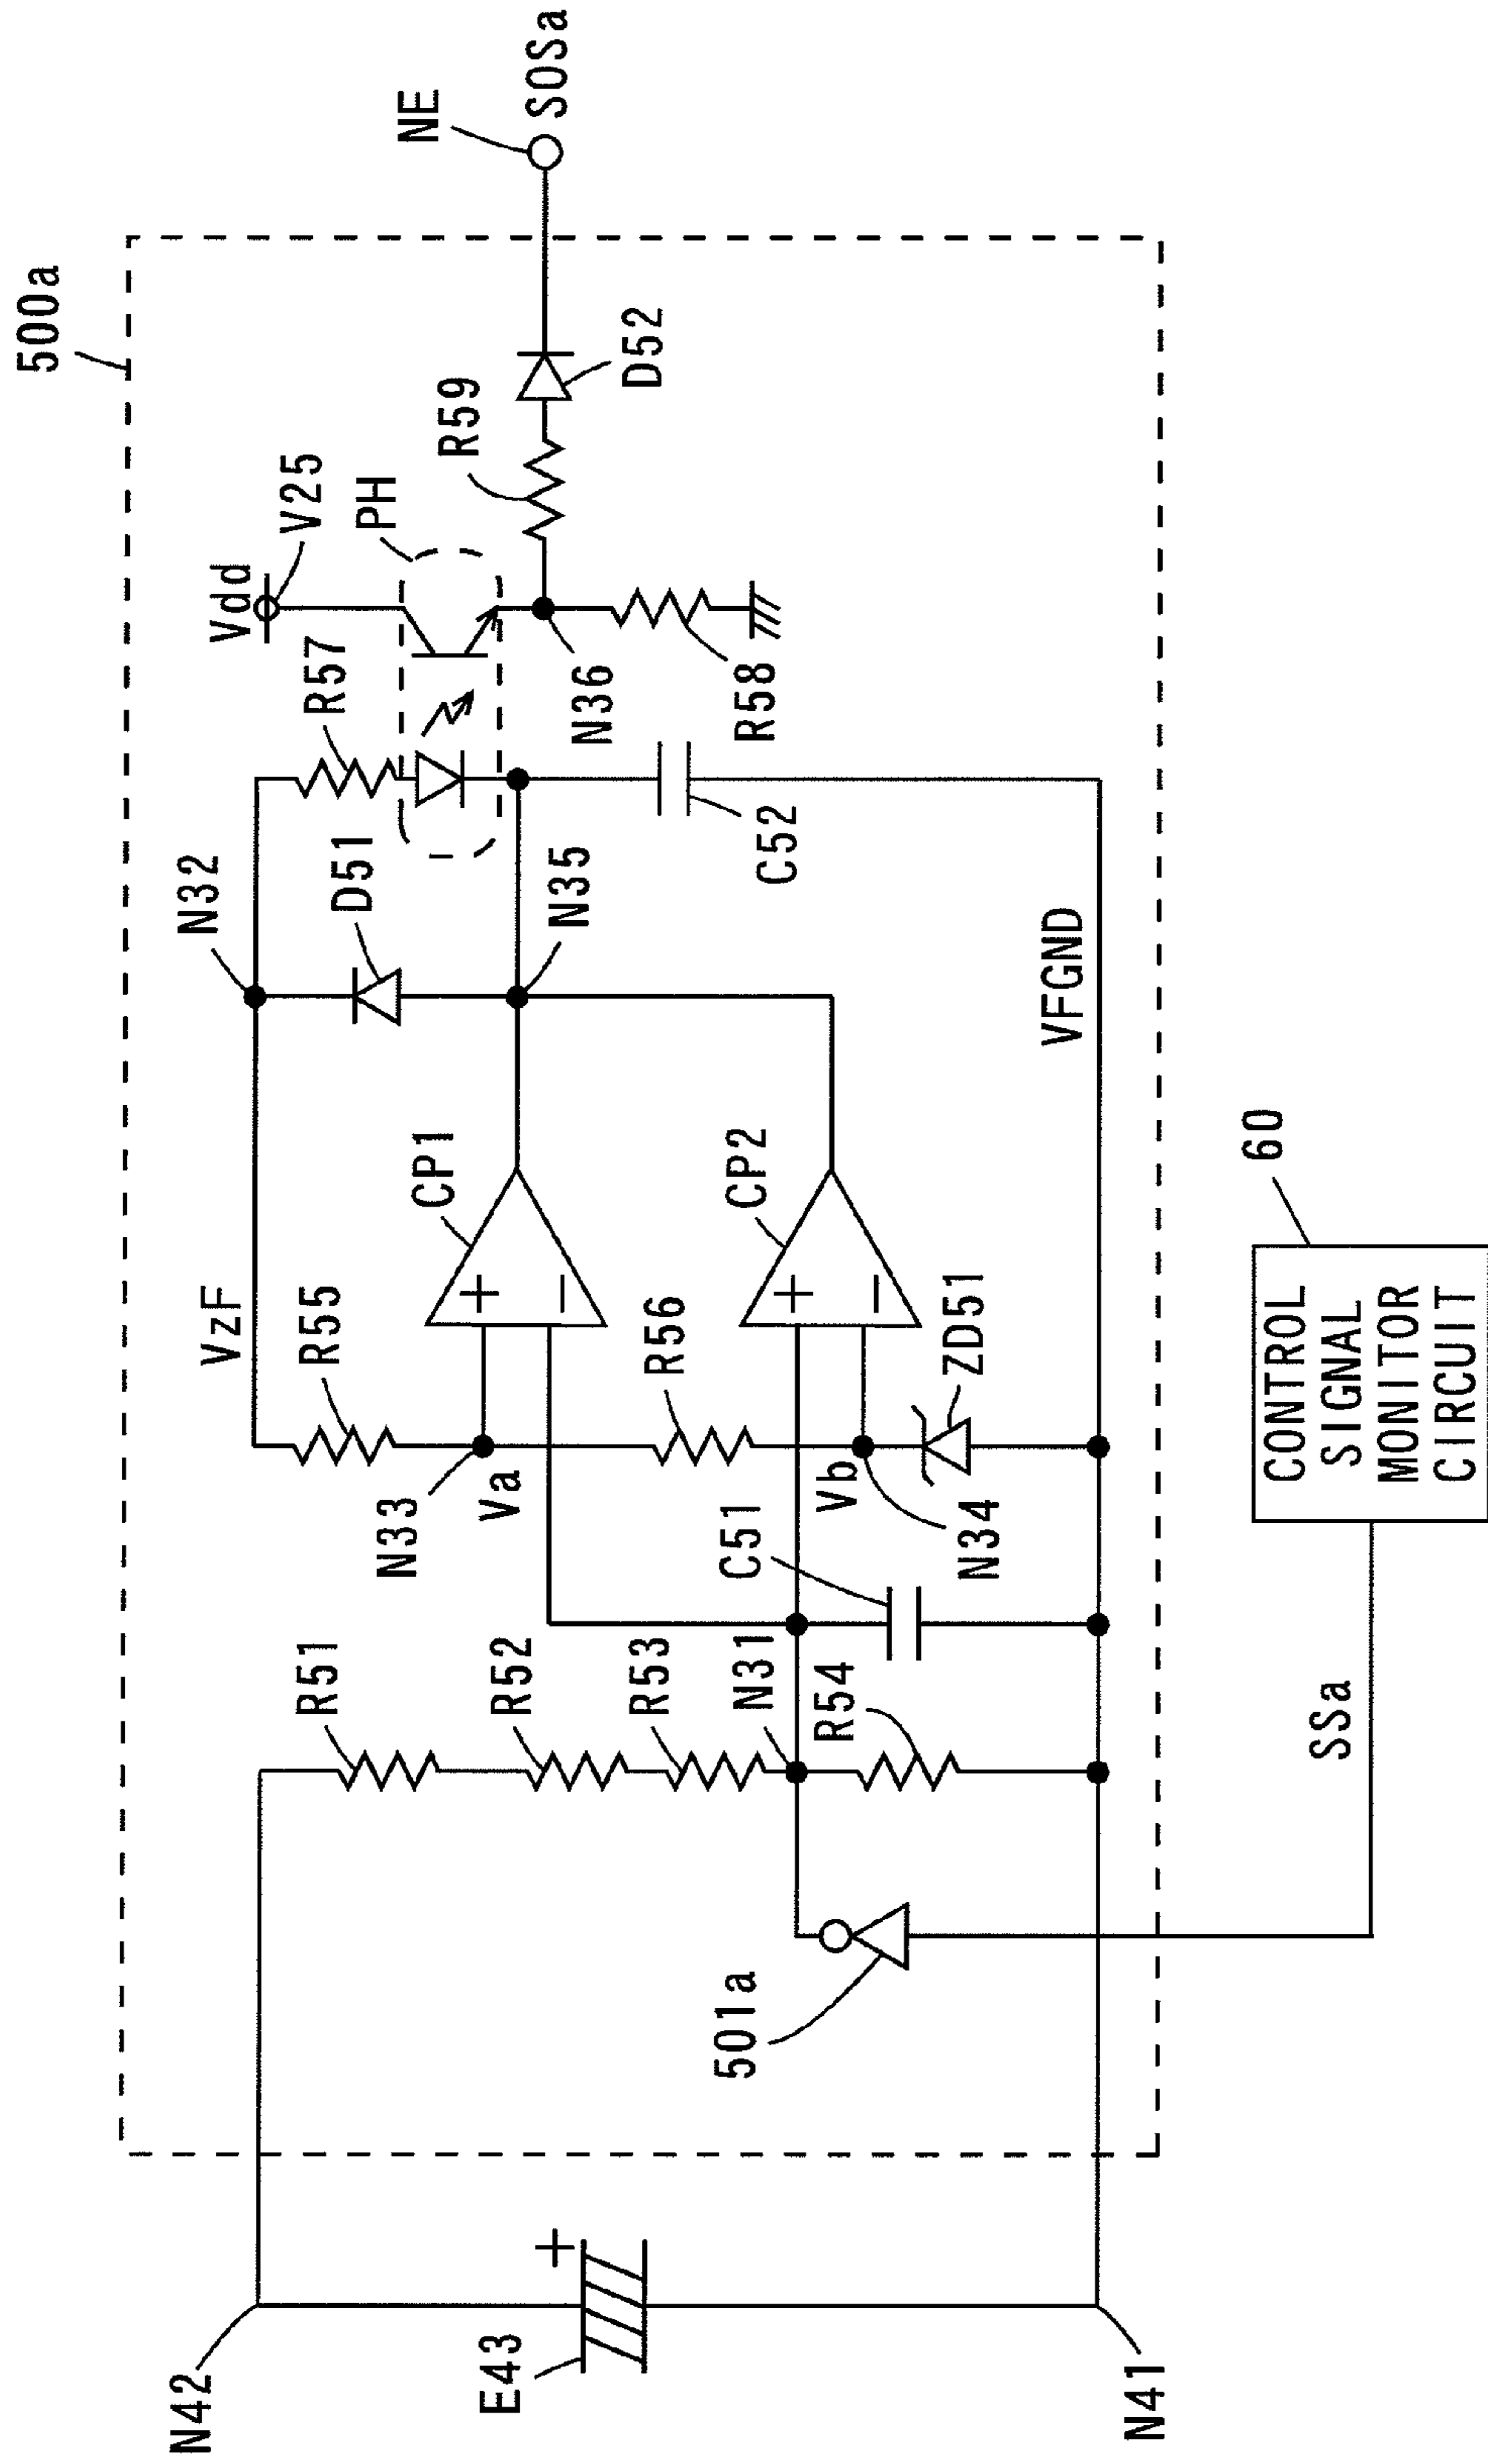 500a
NE
SOSa
Vdd
V25
PH
R59
D52
R57
N32
D51
N36
R58
N35
C52
VzF
CP1
CP2
VFGND
R55
R56
ZD51
N33
Va
Vb
C51
N34
R51
R52
R53
N31
R54
501a
SSa
60
CONTROL
SIGNAL
MONITOR
CIRCUIT
N42
E43
+
N41
+
−
+
−